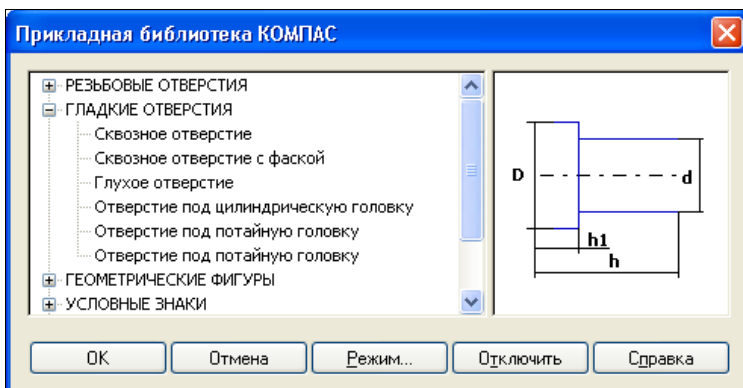 Прикладная библиотека КОМПАС
РЕЗЬБОВЫЕ ОТВЕРСТИЯ
ГЛАДКИЕ ОТВЕРСТИЯ
Сквозное отверстие
Сквозное отверстие с фаской
Глухое отверстие
Отверстие под цилиндрическую головку
Отверстие под потайную головку
Отверстие под потайную головку
ГЕОМЕТРИЧЕСКИЕ ФИГУРЫ
УСЛОВНЫЕ ЗНАКИ
D
d
h1
h
OK
Отмена
Режим...
Отключить
Справка